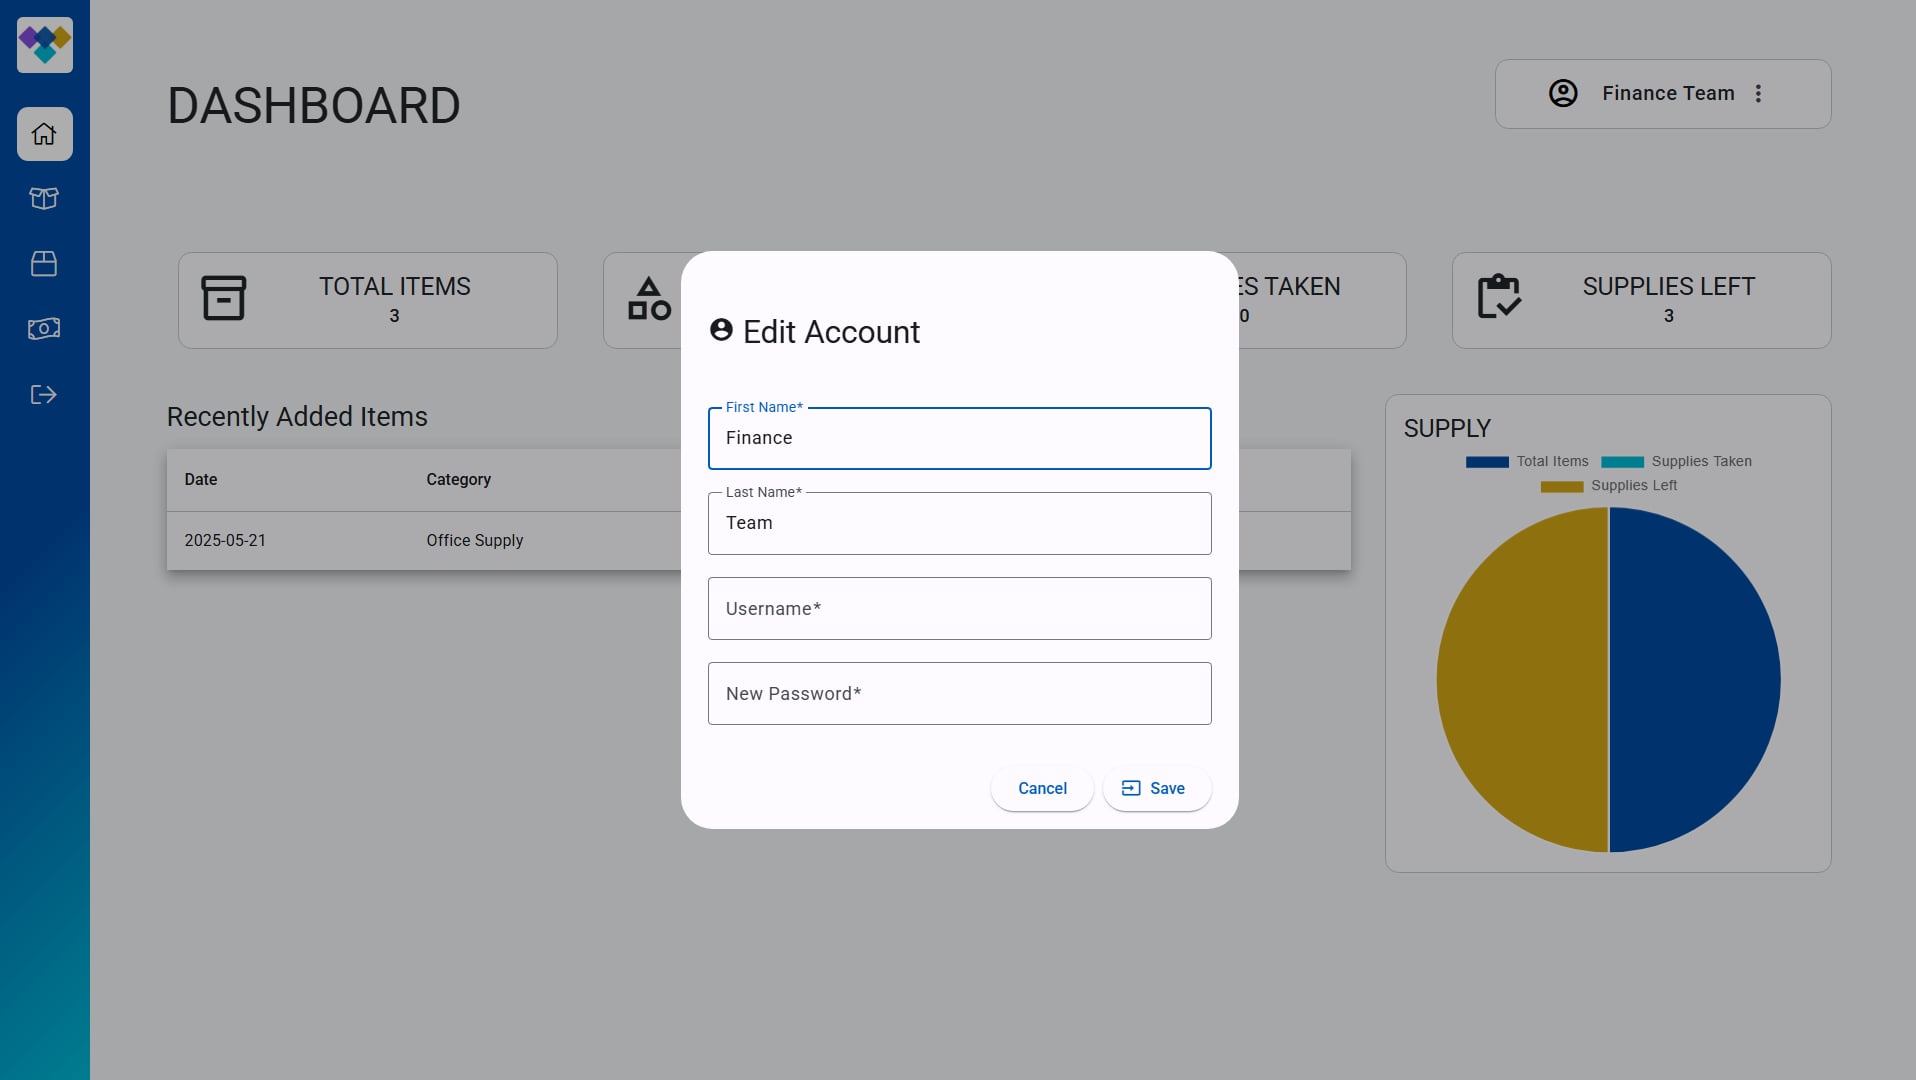 DASHBOARD
Finance Team
TOTAL ITEMS
3
ES TAKEN
0
SUPPLIES LEFT
3
Edit Account
First Name*
Finance
Last Name*
Team
Username*
New Password*
Cancel
Save
Recently Added Items
Date Category
2025-05-21 Office Supply
SUPPLY
Total Items Supplies Taken
Supplies Left